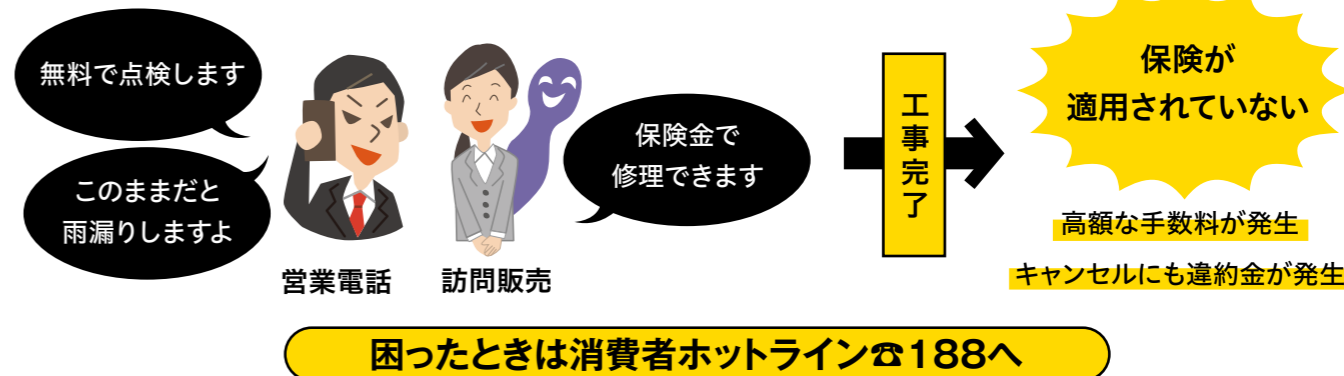 無料で点検します
このままだと
雨漏りしますよ
営業電話
訪問販売
保険金で
修理できます
工事完了
保険が
適用されていない
高額な手数料が発生
キャンセルにも違約金が発生
困ったときは消費者ホットライン☎188へ